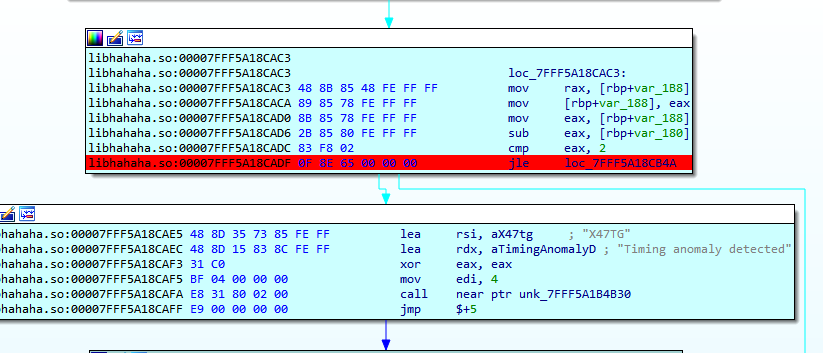 libhahaha.so:00007FFF5A18CAC3
libhahaha.so:00007FFF5A18CAC3 loc_7FFF5A18CAC3:
libhahaha.so:00007FFF5A18CAC3 48 8B 85 48 FE FF FF mov rax, [rbp+var_1B8]
libhahaha.so:00007FFF5A18CACA 89 85 78 FE FF FF mov [rbp+var_188], eax
libhahaha.so:00007FFF5A18CAD0 8B 85 78 FE FF FF mov eax, [rbp+var_188]
libhahaha.so:00007FFF5A18CAD6 2B 85 80 FE FF FF sub eax, [rbp+var_180]
libhahaha.so:00007FFF5A18CADC 83 F8 02 cmp eax, 2
libhahaha.so:00007FFF5A18CADF 0F 8E 65 00 00 00 jle loc_7FFF5A18CB4A
hahaha.so:00007FFF5A18CAE5 48 8D 35 73 85 FE FF lea rsi, aX47tg ; "X47TG"
hahaha.so:00007FFF5A18CAEC 48 8D 15 83 8C FE FF lea rdx, aTimingAnomalyD ; "Timing anomaly detected"
hahaha.so:00007FFF5A18CAF3 31 C0 xor eax, eax
hahaha.so:00007FFF5A18CAF5 BF 04 00 00 00 mov edi, 4
hahaha.so:00007FFF5A18CAFA E8 31 80 02 00 call near ptr unk_7FFF5A1B4B30
hahaha.so:00007FFF5A18CAFF E9 00 00 00 00 jmp $+5